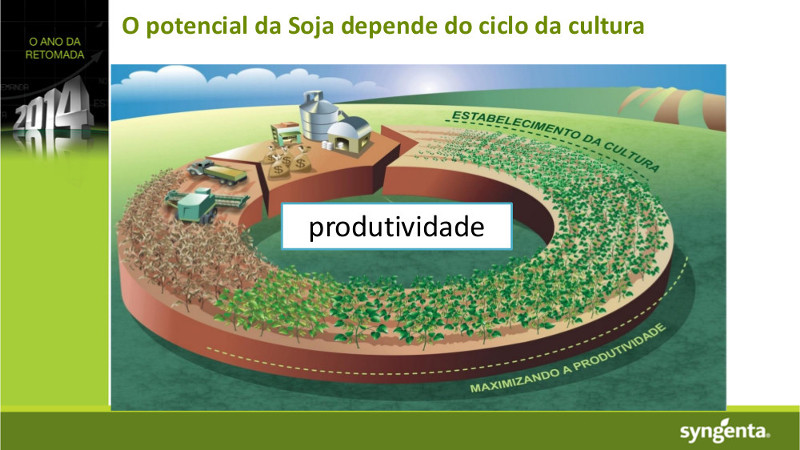 O potencial da Soja depende do ciclo da cultura
O ANO DA
RETOMADA
2014
ESTABELECIMENTO DA CULTURA
produtividade
MAXIMIZANDO A PRODUTIVIDADE
syngenta